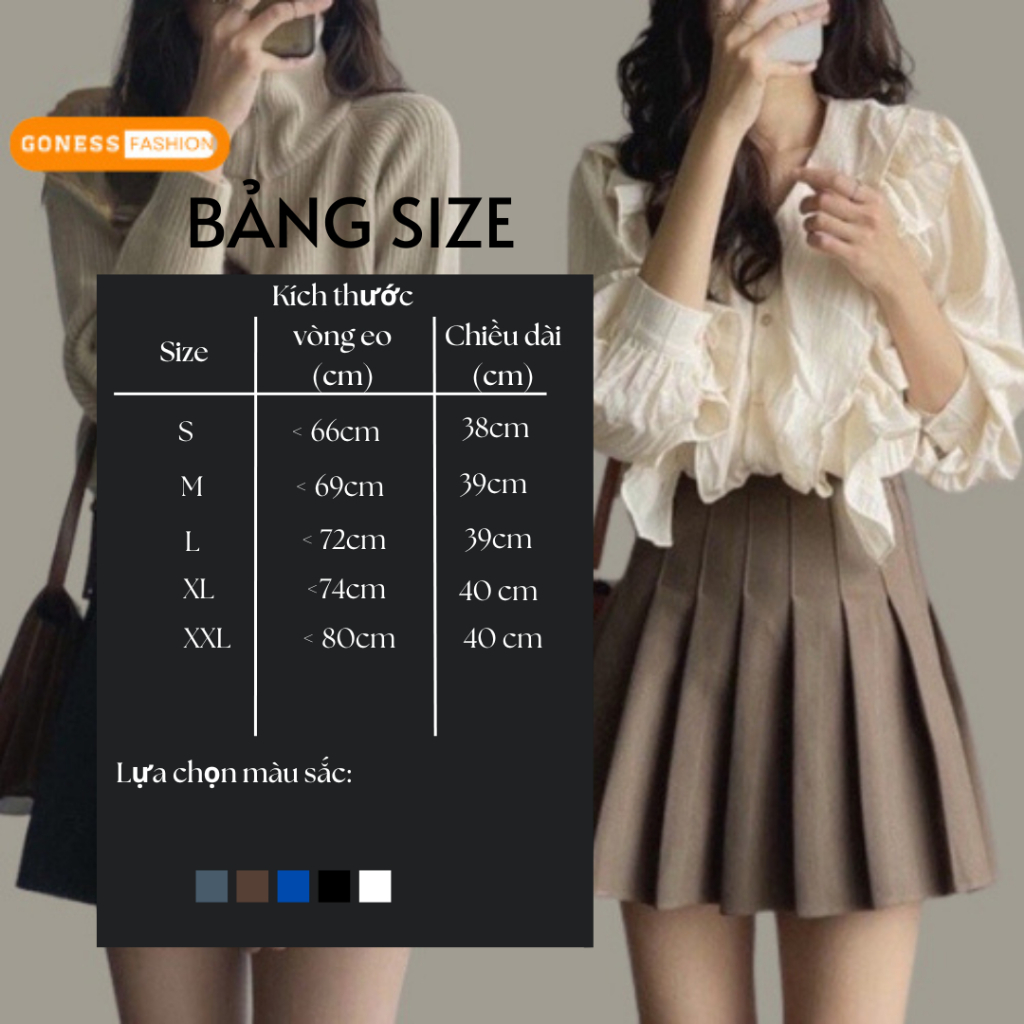 GONESS FASHION
BẢNG SIZE
Kích thước
vòng eo
(cm)
Size
Chiều dài
(cm)
S < 66cm 38cm
M < 69cm 39cm
L < 72cm 39cm
XL <74cm 40 cm
XXL < 80cm 40 cm
Lựa chọn màu sắc: